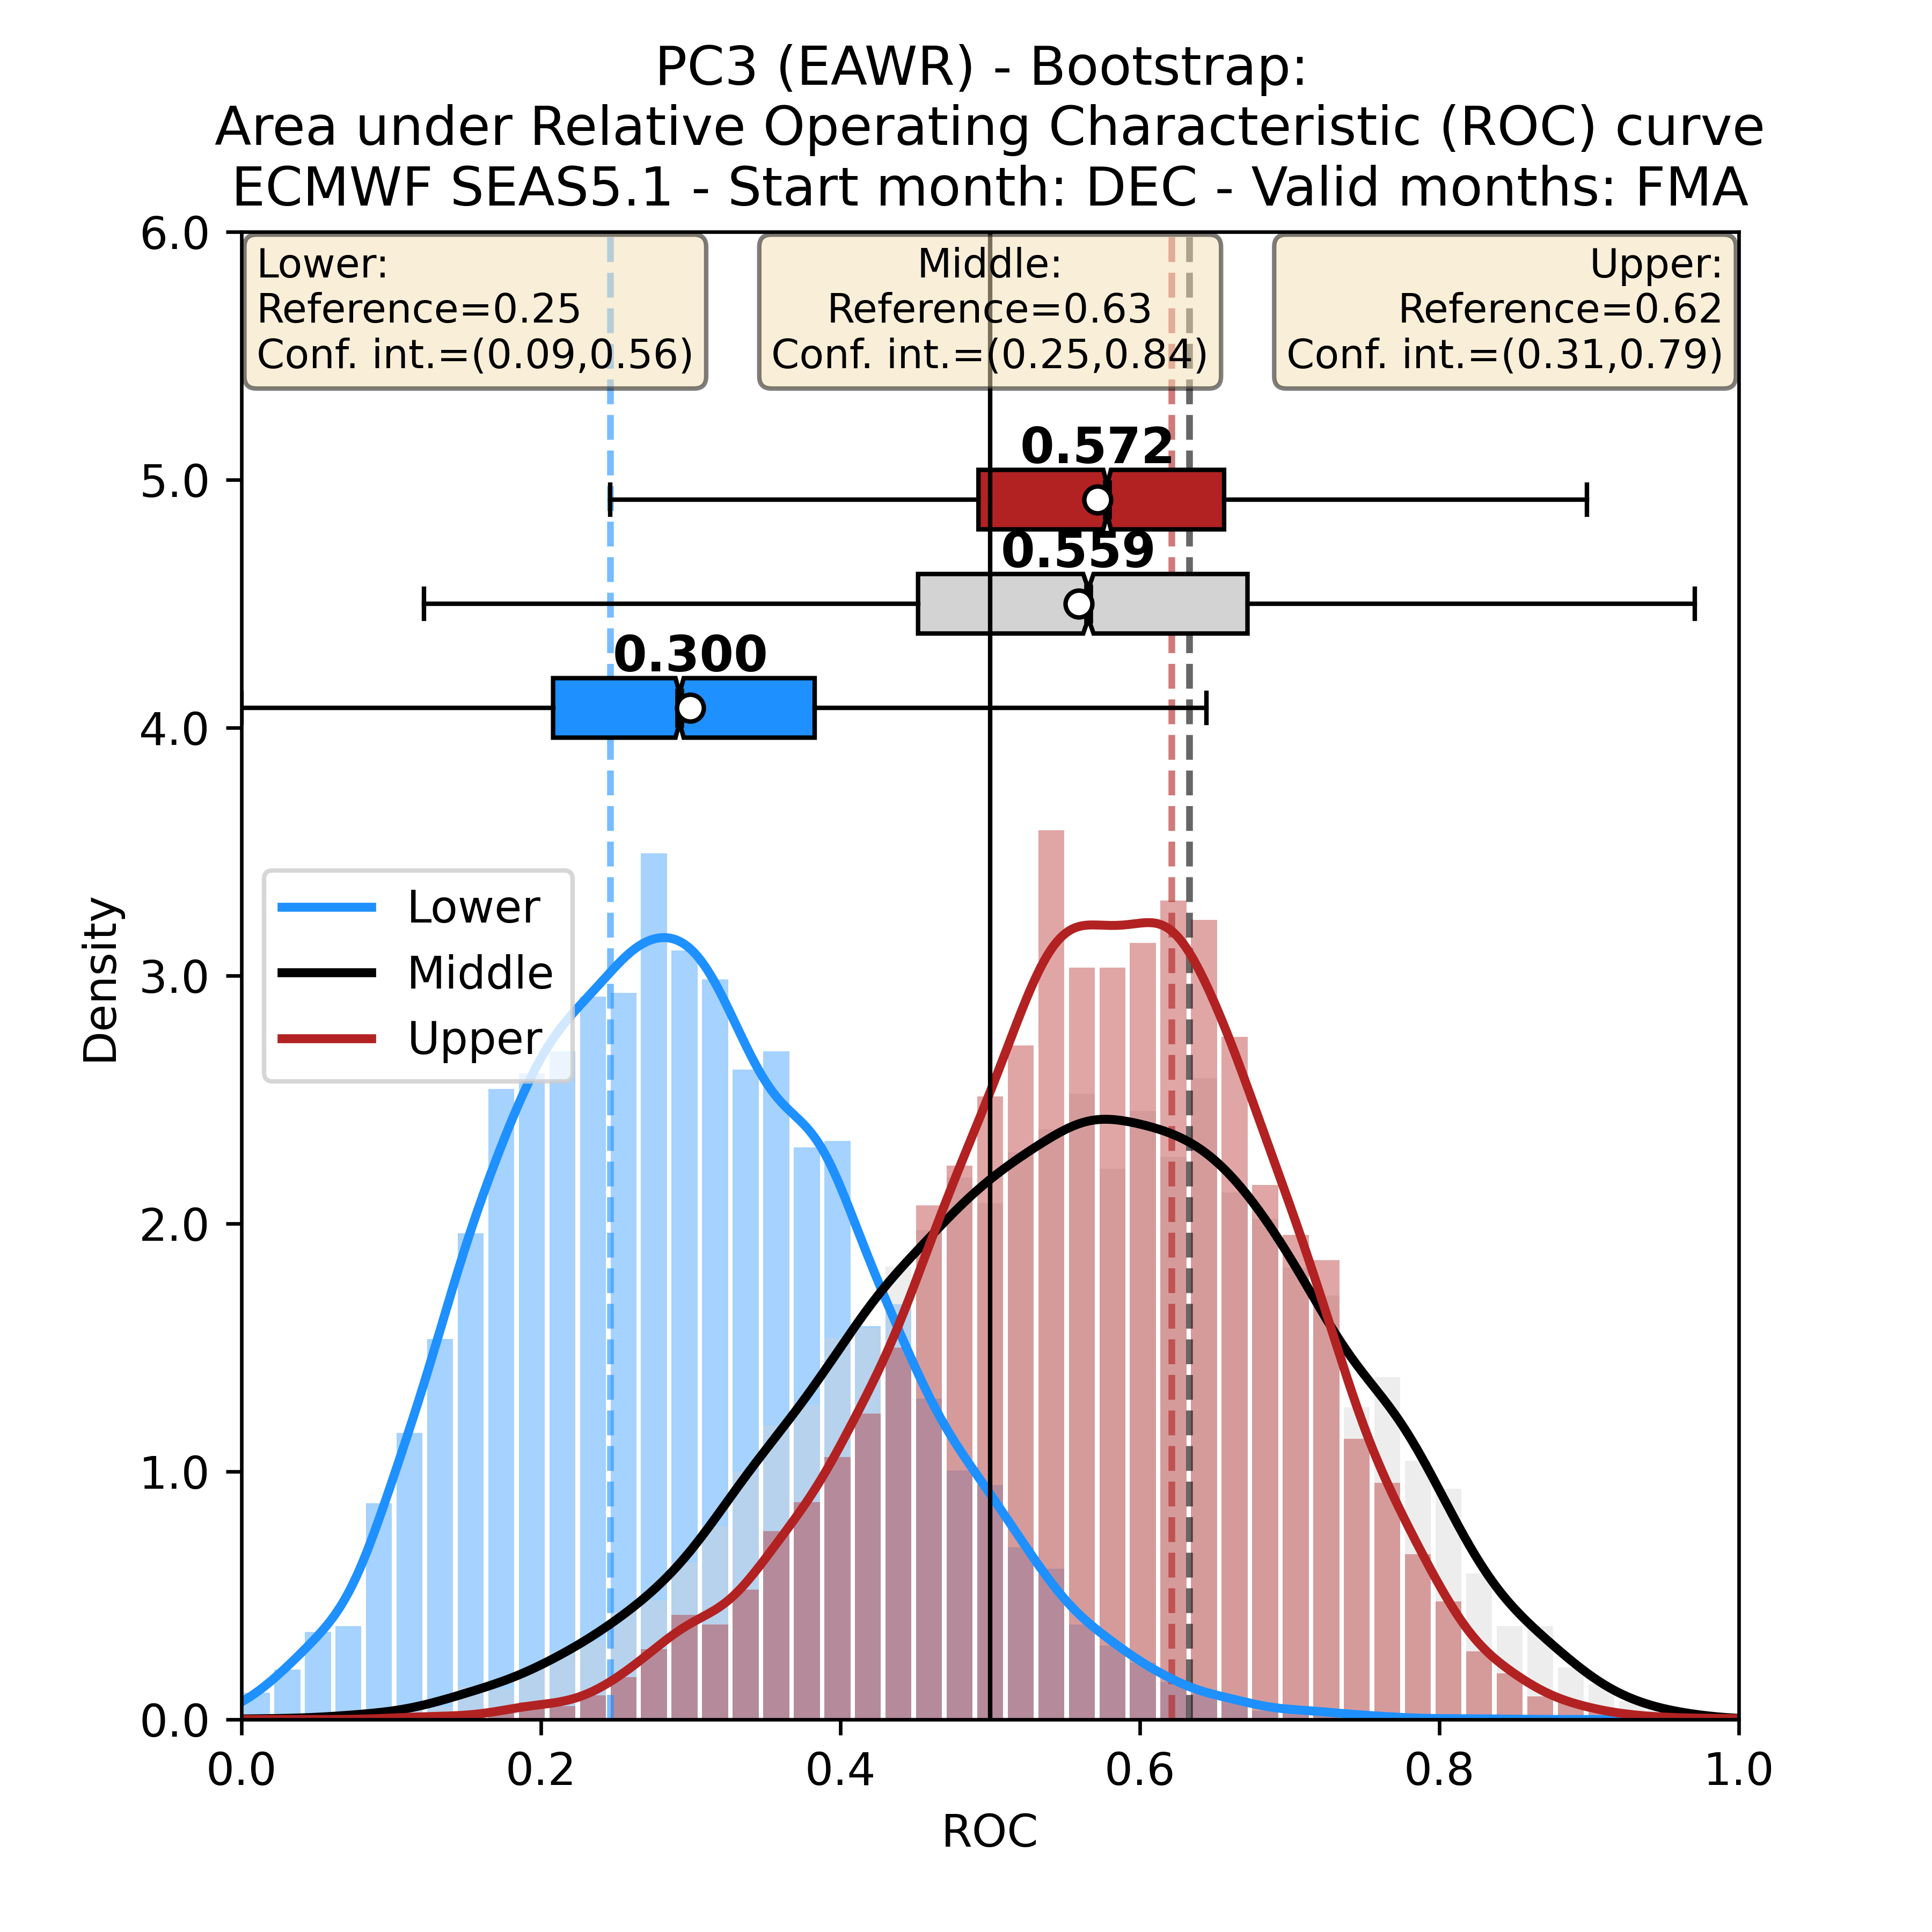 PC3 (EAWR) - Bootstrap:
Area under Relative Operating Characteristic (ROC) curve
ECMWF SEAS5.1 - Start month: DEC - Valid months: FMA
Lower:
Reference=0.25
Conf. int.=(0.09,0.56)
Middle:
Reference=0.63
Conf. int.=(0.25,0.84)
Upper:
Reference=0.62
Conf. int.=(0.31,0.79)
0.572
0.559
0.300
Lower
Middle
Upper
Density
6.0
5.0
4.0
3.0
2.0
1.0
0.0
0.0
0.2
0.4
0.6
0.8
1.0
ROC